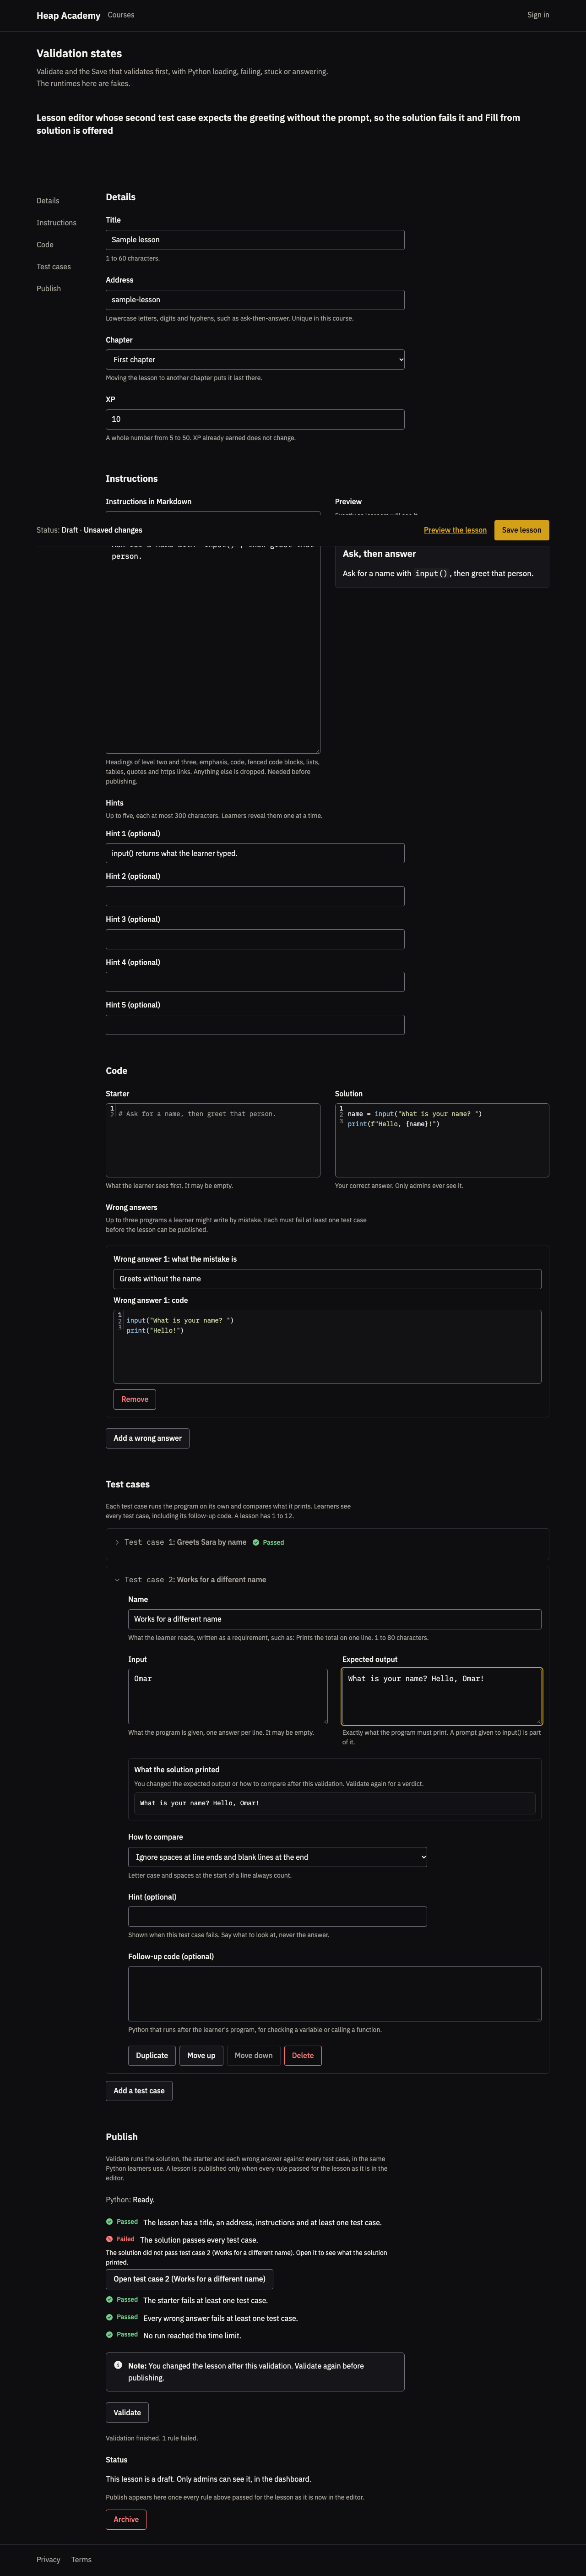 Heap Academy Courses Sign in
Validation states
Validate and the Save that validates first, with Python loading, failing, stuck or answering.
The runtimes here are fakes.
Lesson editor whose second test case expects the greeting without the prompt, so the solution fails it and Fill from
solution is offered
Details
Instructions
Code
Test cases
Publish
Details
Title
Sample lesson
1 to 60 characters.
Address
sample-lesson
Lowercase letters, digits and hyphens, such as ask-then-answer. Unique in this course.
Chapter
First chapter
Moving the lesson to another chapter puts it last there.
XP
10
A whole number from 5 to 50. XP already earned does not change.
Instructions
Instructions in Markdown
Preview
Status: Draft · Unsaved changes Preview the lesson Save lesson
person.
Ask, then answer
Ask for a name with input(), then greet that person.
Headings of level two and three, emphasis, code, fenced code blocks, lists,
tables, quotes and https links. Anything else is dropped. Needed before
publishing.
Hints
Up to five, each at most 300 characters. Learners reveal them one at a time.
Hint 1 (optional)
input() returns what the learner typed.
Hint 2 (optional)
Hint 3 (optional)
Hint 4 (optional)
Hint 5 (optional)
Code
Starter
1
2
# Ask for a name, then greet that person.
What the learner sees first. It may be empty.
Solution
1
2
3
name = input("What is your name? ")
print(f"Hello, {name}!")
Your correct answer. Only admins ever see it.
Wrong answers
Up to three programs a learner might write by mistake. Each must fail at least one test case
before the lesson can be published.
Wrong answer 1: what the mistake is
Greets without the name
Wrong answer 1: code
1
2
3
input("What is your name? ")
print("Hello!")
Remove
Add a wrong answer
Test cases
Each test case runs the program on its own and compares what it prints. Learners see
every test case, including its follow-up code. A lesson has 1 to 12.
Test case 1: Greets Sara by name Passed
Test case 2: Works for a different name
Name
Works for a different name
What the learner reads, written as a requirement, such as: Prints the total on one line. 1 to 80 characters.
Input
Omar
What the program is given, one answer per line. It may be empty.
Expected output
What is your name? Hello, Omar!
Exactly what the program must print. A prompt given to input() is part
of it.
What the solution printed
You changed the expected output or how to compare after this validation. Validate again for a verdict.
What is your name? Hello, Omar!
How to compare
Ignore spaces at line ends and blank lines at the end
Letter case and spaces at the start of a line always count.
Hint (optional)
Shown when this test case fails. Say what to look at, never the answer.
Follow-up code (optional)
Python that runs after the learner's program, for checking a variable or calling a function.
Duplicate Move up Move down Delete
Add a test case
Publish
Validate runs the solution, the starter and each wrong answer against every test case, in the same
Python learners use. A lesson is published only when every rule passed for the lesson as it is in the
editor.
Python: Ready.
Passed The lesson has a title, an address, instructions and at least one test case.
Failed The solution passes every test case.
The solution did not pass test case 2 (Works for a different name). Open it to see what the solution
printed.
Open test case 2 (Works for a different name)
Passed The starter fails at least one test case.
Passed Every wrong answer fails at least one test case.
Passed No run reached the time limit.
Note: You changed the lesson after this validation. Validate again before
publishing.
Validate
Validation finished. 1 rule failed.
Status
This lesson is a draft. Only admins can see it, in the dashboard.
Publish appears here once every rule above passed for the lesson as it is now in the editor.
Archive
Privacy Terms